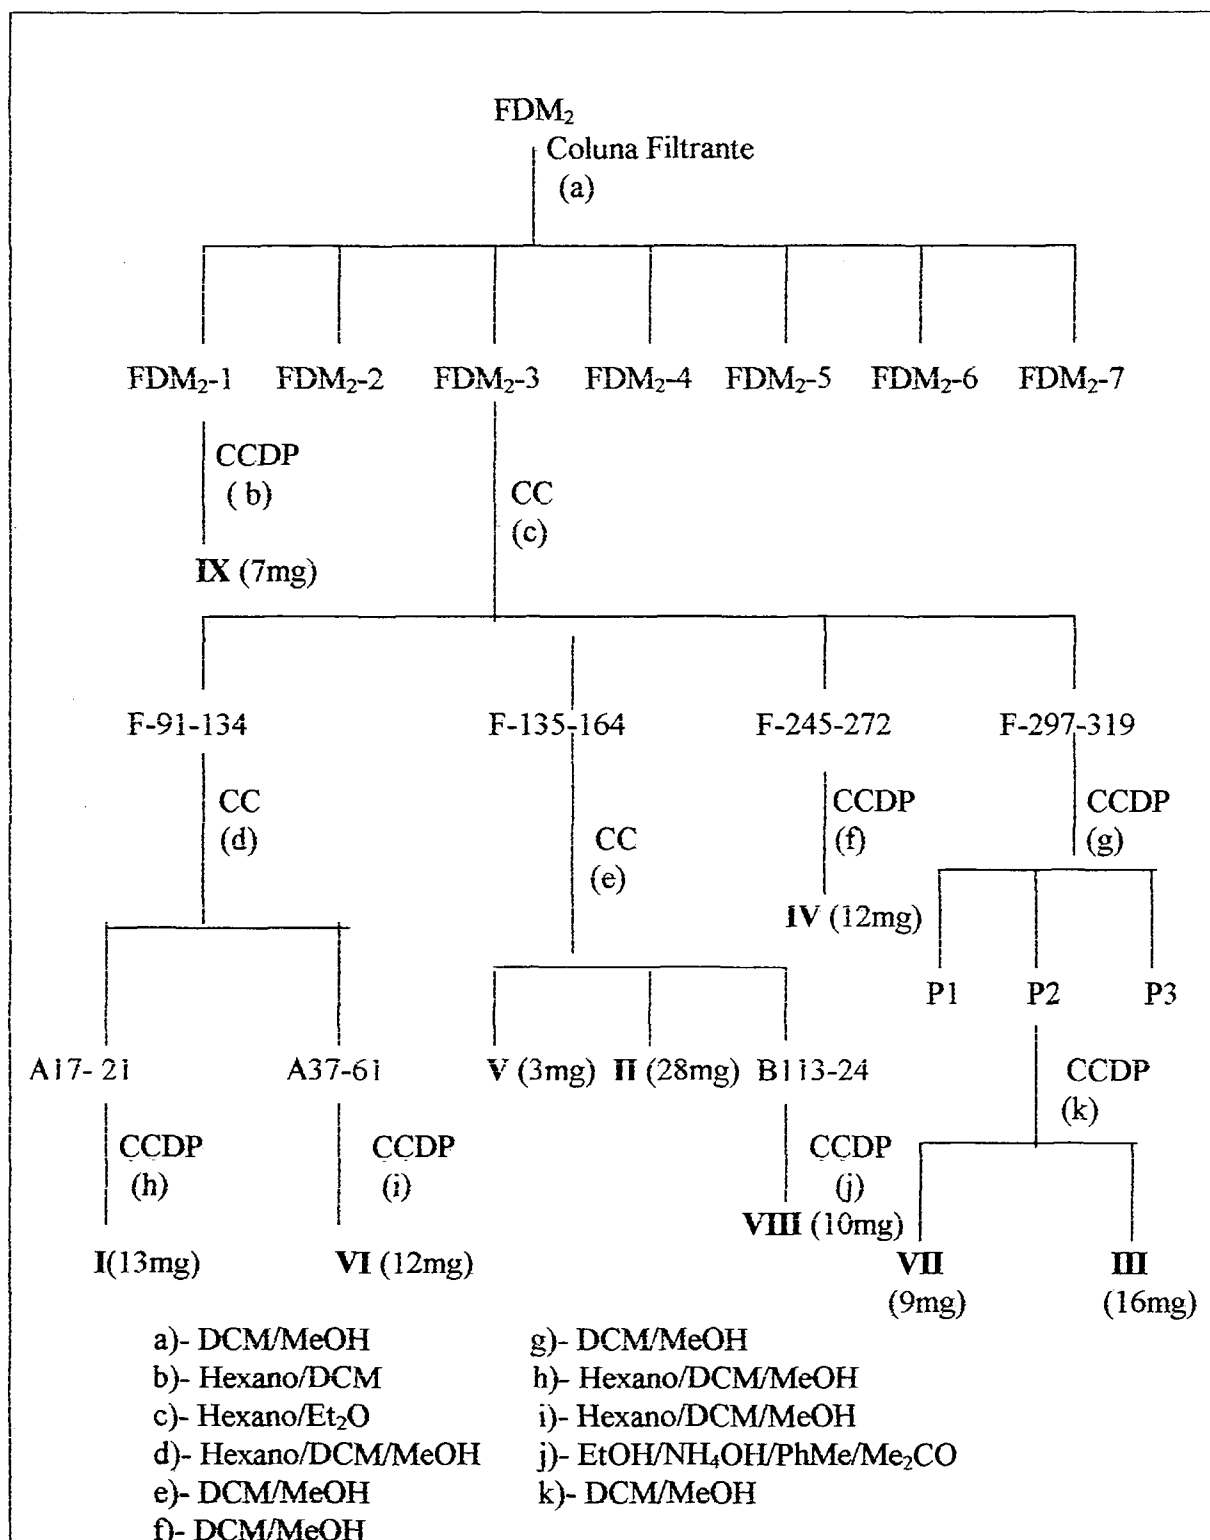 FDM₂
Coluna Filtrante
(a)
FDM₂-1 FDM₂-2 FDM₂-3 FDM₂-4 FDM₂-5 FDM₂-6 FDM₂-7
CCDP
( b)
CC
(c)
IX (7mg)
F-91-134 F-135-164 F-245-272 F-297-319
CC
(d)
CC
(e)
CCDP
(f)
CCDP
(g)
IV (12mg)
P1 P2 P3
A17- 21 A37-61 V (3mg) II (28mg) B113-24
CCDP
(k)
CCDP
(h)
CCDP
(i)
CCDP
(j)
VIII (10mg)
I(13mg) VI (12mg)
VII
(9mg)
III
(16mg)
a)- DCM/MeOH
b)- Hexano/DCM
c)- Hexano/Et₂O
d)- Hexano/DCM/MeOH
e)- DCM/MeOH
f)- DCM/MeOH
g)- DCM/MeOH
h)- Hexano/DCM/MeOH
i)- Hexano/DCM/MeOH
j)- EtOH/NH₄OH/PhMe/Me₂CO
k)- DCM/MeOH